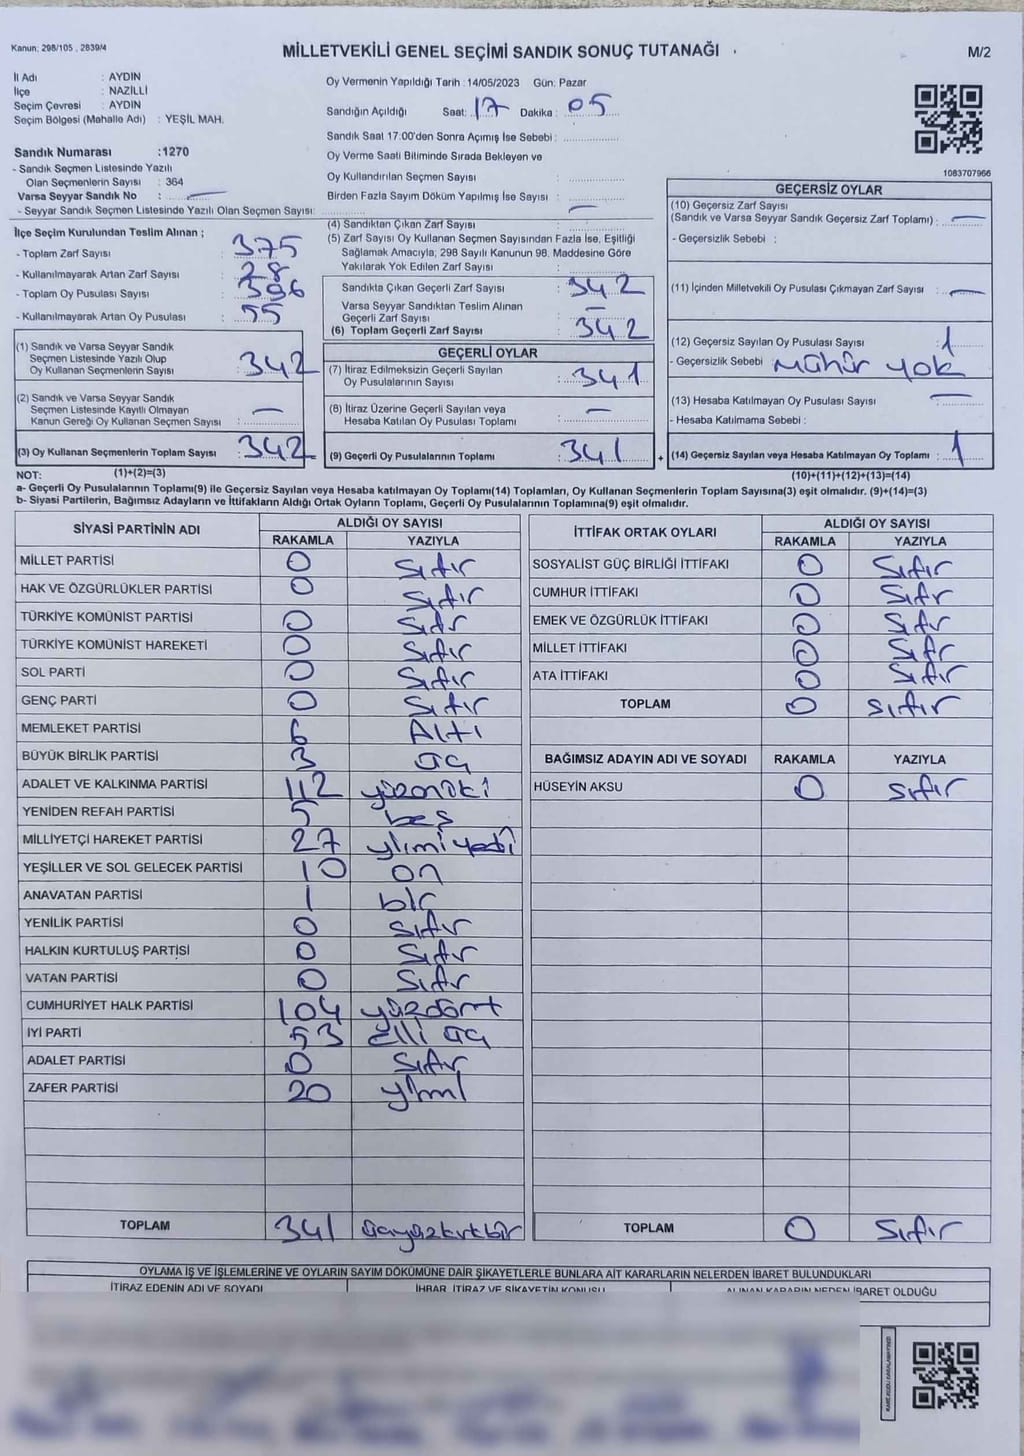 Kanun; 298/105 , 2839/4
MİLLETVEKİLİ GENEL SEÇİMİ SANDIK SONUÇ TUTANAĞI
M/2
İl Adı : AYDIN
İlçe : NAZİLLİ
Seçim Çevresi : AYDIN
Seçim Bölgesi (Mahalle Adı) : YEŞİL MAH.
Sandık Numarası :1270
- Sandık Seçmen Listesinde Yazılı
Olan Seçmenlerin Sayısı : 364
Varsa Seyyar Sandık No : —
- Seyyar Sandık Seçmen Listesinde Yazılı Olan Seçmen Sayısı:
İlçe Seçim Kurulundan Teslim Alınan ;
- Toplam Zarf Sayısı : 375
- Kullanılmayarak Artan Zarf Sayısı : 28
- Toplam Oy Pusulası Sayısı : 396
- Kullanılmayarak Artan Oy Pusulası : 55
(1) Sandık ve Varsa Seyyar Sandık
Seçmen Listesinde Yazılı Olup
Oy Kullanan Seçmenlerin Sayısı : 342
(2) Sandık ve Varsa Seyyar Sandık
Seçmen Listesinde Kayıtlı Olmayan
Kanun Gereği Oy Kullanan Seçmen Sayısı : —
(3) Oy Kullanan Seçmenlerin Toplam Sayısı : 342
Oy Vermenin Yapıldığı Tarih : 14/05/2023 Gün: Pazar
Sandığın Açıldığı Saat: 17 Dakika : 05
Sandık Saat 17:00'den Sonra Açımış İse Sebebi :
Oy Verme Saati Bitiminde Sırada Bekleyen ve
Oy Kullandırılan Seçmen Sayısı :
Birden Fazla Sayım Döküm Yapılmış İse Sayısı :
(4) Sandıktan Çıkan Zarf Sayısı : —
(5) Zarf Sayısı Oy Kullanan Seçmen Sayısından Fazla İse, Eşitliği
Sağlamak Amacıyla; 298 Sayılı Kanunun 98. Maddesine Göre
Yakılarak Yok Edilen Zarf Sayısı :
Sandıkta Çıkan Geçerli Zarf Sayısı : 342
Varsa Seyyar Sandıktan Teslim Alınan
Geçerli Zarf Sayısı : —
(6) Toplam Geçerli Zarf Sayısı : 342
GEÇERLİ OYLAR
(7) İtiraz Edilmeksizin Geçerli Sayılan
Oy Pusulalarının Sayısı : 341
(8) İtiraz Üzerine Geçerli Sayılan veya
Hesaba Katılan Oy Pusulası Toplamı : —
(9) Geçerli Oy Pusulalarının Toplamı : 341 +
1083707966
GEÇERSİZ OYLAR
(10) Geçersiz Zarf Sayısı
(Sandık ve Varsa Seyyar Sandık Geçersiz Zarf Toplamı) : —
- Geçersizlik Sebebi :
(11) İçinden Milletvekili Oy Pusulası Çıkmayan Zarf Sayısı : —
(12) Geçersiz Sayılan Oy Pusulası Sayısı : 1
- Geçersizlik Sebebi : Mühür yok
(13) Hesaba Katılmayan Oy Pusulası Sayısı : —
- Hesaba Katılmama Sebebi :
(14) Geçersiz Sayılan veya Hesaba Katılmayan Oy Toplamı : 1
NOT: (1)+(2)=(3) (10)+(11)+(12)+(13)=(14)
a- Geçerli Oy Pusulalarının Toplamı(9) ile Geçersiz Sayılan veya Hesaba katılmayan Oy Toplamı(14) Toplamları, Oy Kullanan Seçmenlerin Toplam Sayısına(3) eşit olmalıdır. (9)+(14)=(3)
b- Siyasi Partilerin, Bağımsız Adayların ve İttifakların Aldığı Ortak Oyların Toplamı, Geçerli Oy Pusulalarının Toplamına(9) eşit olmalıdır.
SİYASİ PARTİNİN ADI ALDIĞI OY SAYISI
RAKAMLA YAZIYLA
MİLLET PARTİSİ 0 Sıfır
HAK VE ÖZGÜRLÜKLER PARTİSİ 0 Sıfır
TÜRKİYE KOMÜNİST PARTİSİ 0 Sıfır
TÜRKİYE KOMÜNİST HAREKETİ 0 Sıfır
SOL PARTİ 0 Sıfır
GENÇ PARTİ 0 Sıfır
MEMLEKET PARTİSİ 6 Altı
BÜYÜK BİRLİK PARTİSİ 3 üç
ADALET VE KALKINMA PARTİSİ 112 yüzoniki
YENİDEN REFAH PARTİSİ 5 beş
MİLLİYETÇİ HAREKET PARTİSİ 27 yirmi yedi
YEŞİLLER VE SOL GELECEK PARTİSİ 10 on
ANAVATAN PARTİSİ 1 bir
YENİLİK PARTİSİ 0 Sıfır
HALKIN KURTULUŞ PARTİSİ 0 Sıfır
VATAN PARTİSİ 0 Sıfır
CUMHURİYET HALK PARTİSİ 104 yüzdört
İYİ PARTİ 53 elli üç
ADALET PARTİSİ 0 Sıfır
ZAFER PARTİSİ 20 yirmi
TOPLAM 341 üçyüzkırkbir
İTTİFAK ORTAK OYLARI ALDIĞI OY SAYISI
RAKAMLA YAZIYLA
SOSYALİST GÜÇ BİRLİĞİ İTTİFAKI 0 Sıfır
CUMHUR İTTİFAKI 0 Sıfır
EMEK VE ÖZGÜRLÜK İTTİFAKI 0 Sıfır
MİLLET İTTİFAKI 0 Sıfır
ATA İTTİFAKI 0 Sıfır
TOPLAM 0 Sıfır
BAĞIMSIZ ADAYIN ADI VE SOYADI RAKAMLA YAZIYLA
HÜSEYİN AKSU 0 Sıfır
TOPLAM 0 Sıfır
OYLAMA İŞ VE İŞLEMLERİNE VE OYLARIN SAYIM DÖKÜMÜNE DAİR ŞİKAYETLERLE BUNLARA AİT KARARLARIN NELERDEN İBARET BULUNDUKLARI
İTİRAZ EDENİN ADI VE SOYADI İHBAR, İTİRAZ VE ŞİKAYETİN KONUSU ALINAN KARARIN NEDEN İBARET OLDUĞU